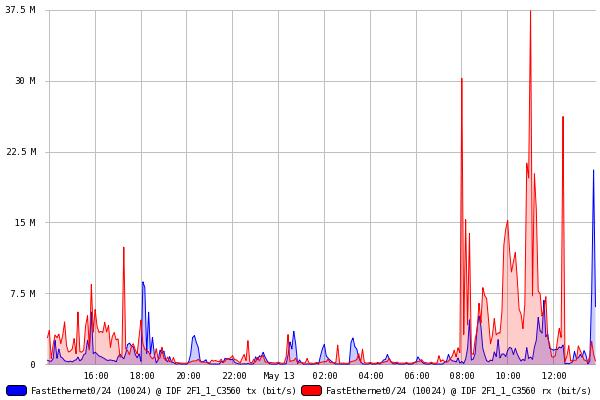 37.5 M
30 M
22.5 M
15 M
7.5 M
0
16:00 18:00 20:00 22:00 May 13 02:00 04:00 06:00 08:00 10:00 12:00
FastEthernet0/24 (10024) @ IDF 2F1_1_C3560 tx (bit/s) FastEthernet0/24 (10024) @ IDF 2F1_1_C3560 rx (bit/s)